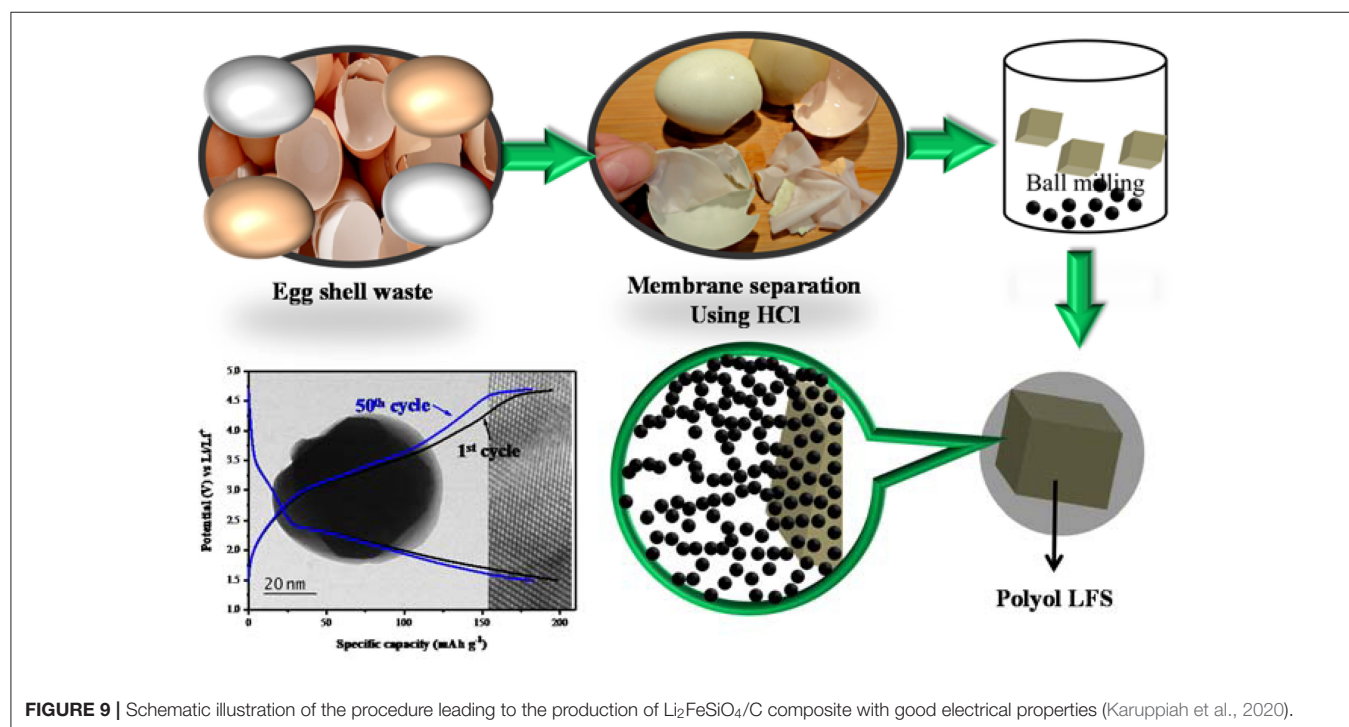 Ball milling
Egg shell waste
Membrane separation
Using HCl
5.0
4.5
4.0
3.5
3.0
2.5
2.0
1.5
1.0
Potential (V) vs Li/Li⁺
50ᵗʰ cycle
1ˢᵗ cycle
20 nm
0
50
100
150
200
Specific capacity (mAh g⁻¹)
Polyol LFS
FIGURE 9 | Schematic illustration of the procedure leading to the production of Li₂FeSiO₄/C composite with good electrical properties (Karuppiah et al., 2020).